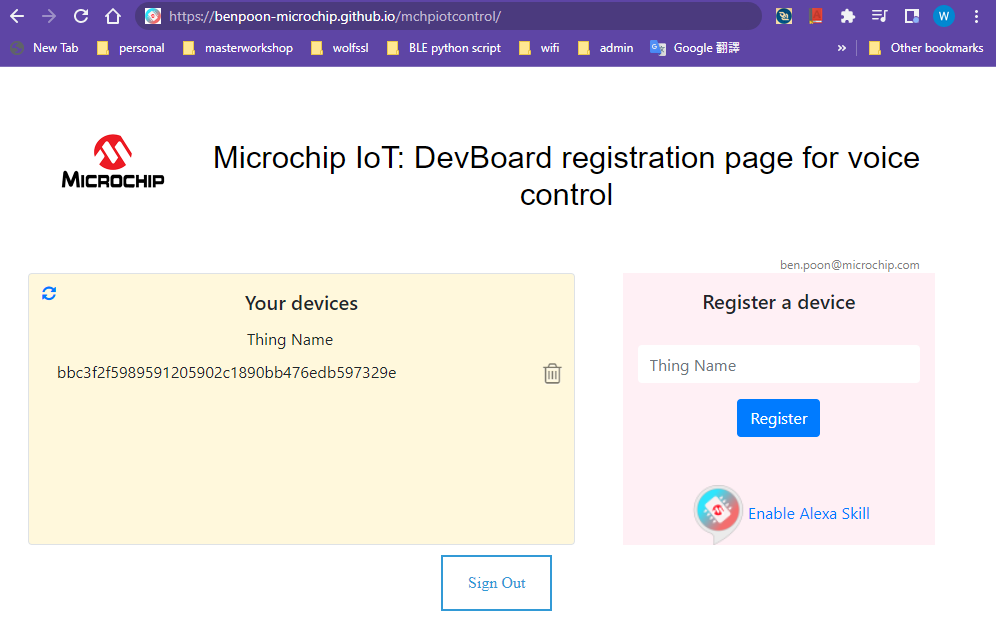 https://benpoon-microchip.github.io/mchpiotcontrol/
W
New Tab personal masterworkshop wolfssl BLE python script wifi admin Google 翻譯 » Other bookmarks
MICROCHIP
Microchip IoT: DevBoard registration page for voice
control
ben.poon@microchip.com
Your devices
Thing Name
bbc3f2f5989591205902c1890bb476edb597329e
Register a device
Thing Name
Register
Enable Alexa Skill
Sign Out